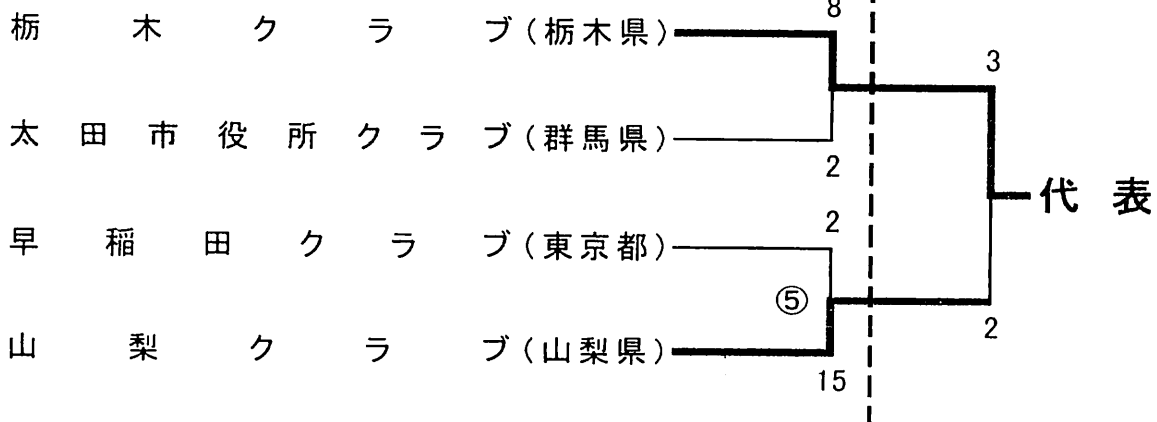 8
栃木クラブ(栃木県)
3
太田市役所クラブ(群馬県)
2
代表
2
早稲田クラブ(東京都)
⑤
2
山梨クラブ(山梨県)
15